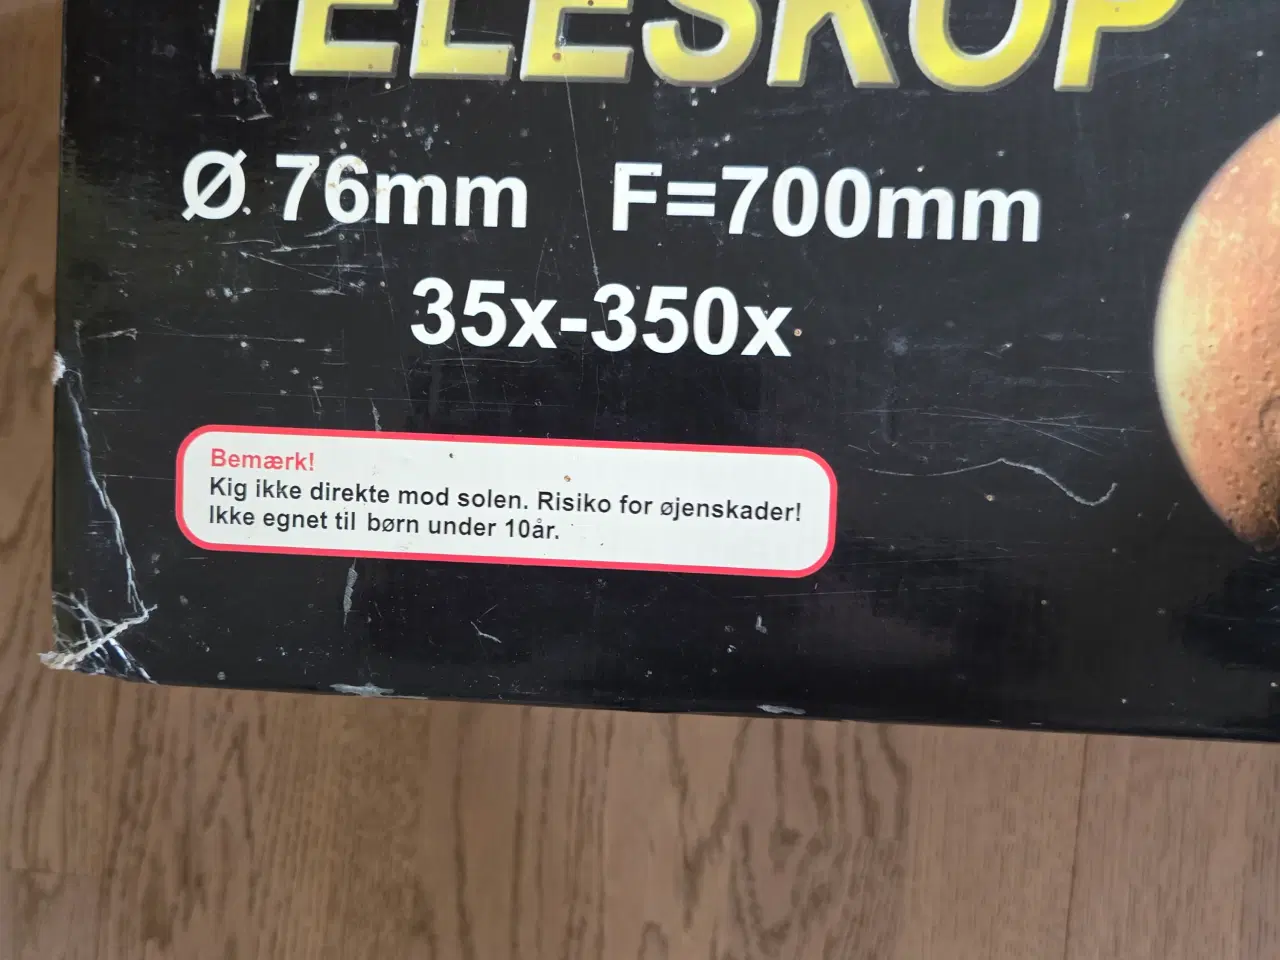 TELESKOP
Ø 76mm F=700mm
35x-350x
Bemærk!
Kig ikke direkte mod solen. Risiko for øjenskader!
Ikke egnet til børn under 10år.